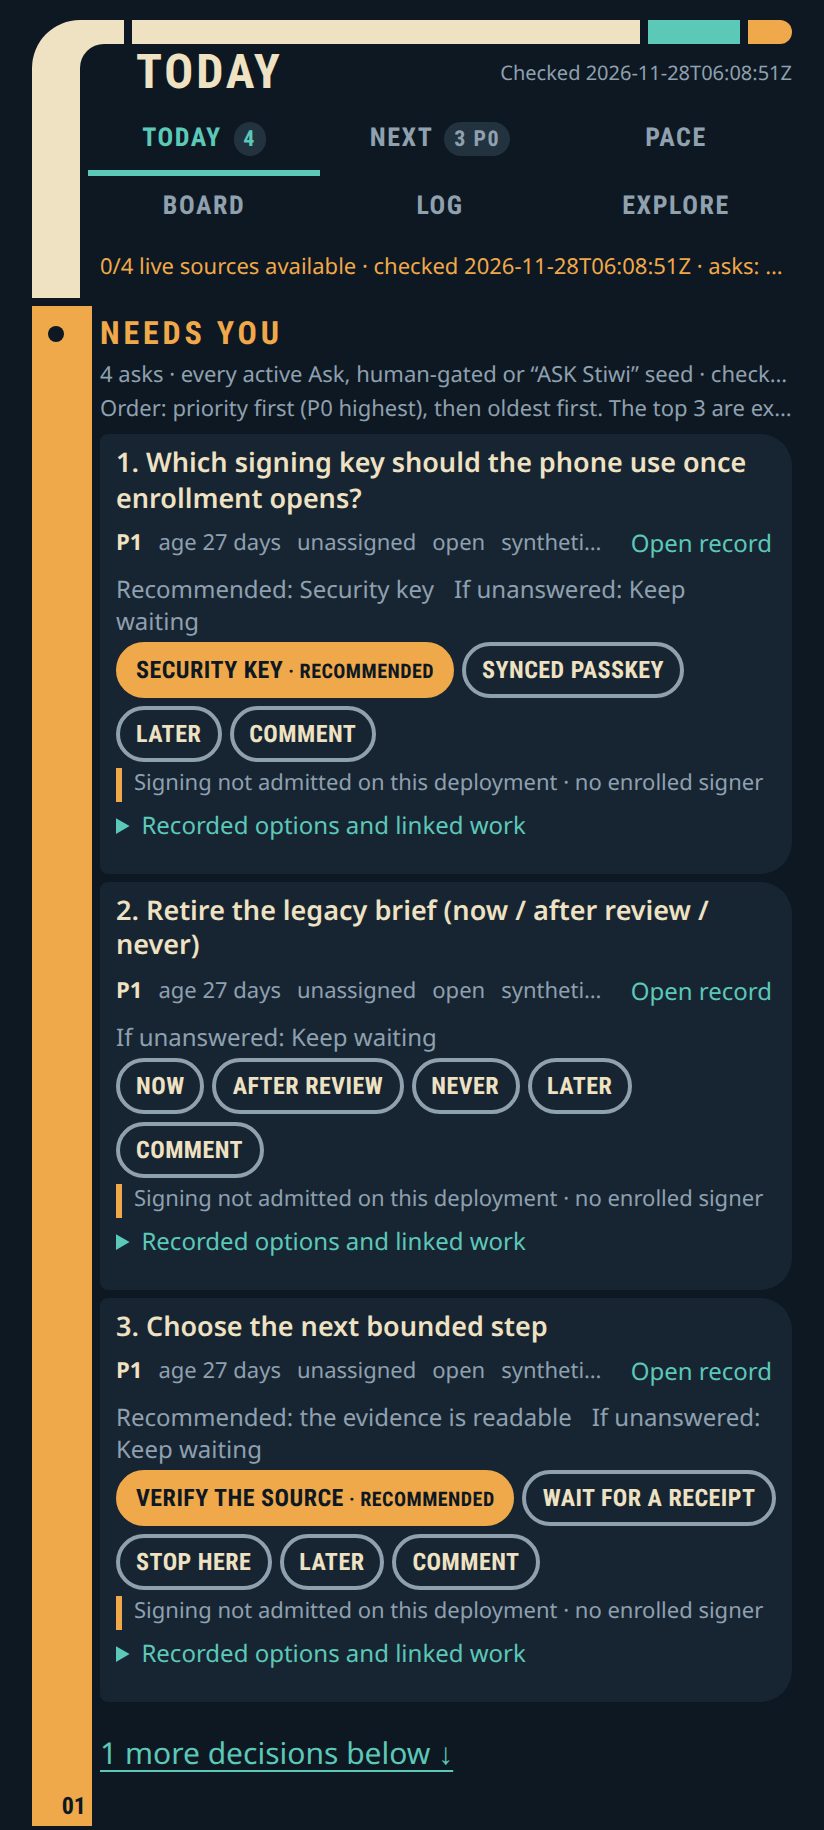 TODAY
Checked 2026-11-28T06:08:51Z
TODAY 4
NEXT 3 P0
PACE
BOARD
LOG
EXPLORE
0/4 live sources available · checked 2026-11-28T06:08:51Z · asks: ...
NEEDS YOU
4 asks · every active Ask, human-gated or “ASK Stiwi” seed · check...
Order: priority first (P0 highest), then oldest first. The top 3 are ex...
1. Which signing key should the phone use once
enrollment opens?
P1 age 27 days unassigned open syntheti... Open record
Recommended: Security key If unanswered: Keep
waiting
SECURITY KEY · RECOMMENDED
SYNCED PASSKEY
LATER
COMMENT
Signing not admitted on this deployment · no enrolled signer
▶ Recorded options and linked work
2. Retire the legacy brief (now / after review /
never)
P1 age 27 days unassigned open syntheti... Open record
If unanswered: Keep waiting
NOW
AFTER REVIEW
NEVER
LATER
COMMENT
Signing not admitted on this deployment · no enrolled signer
▶ Recorded options and linked work
3. Choose the next bounded step
P1 age 27 days unassigned open syntheti... Open record
Recommended: the evidence is readable If unanswered:
Keep waiting
VERIFY THE SOURCE · RECOMMENDED
WAIT FOR A RECEIPT
STOP HERE
LATER
COMMENT
Signing not admitted on this deployment · no enrolled signer
▶ Recorded options and linked work
1 more decisions below ↓
01